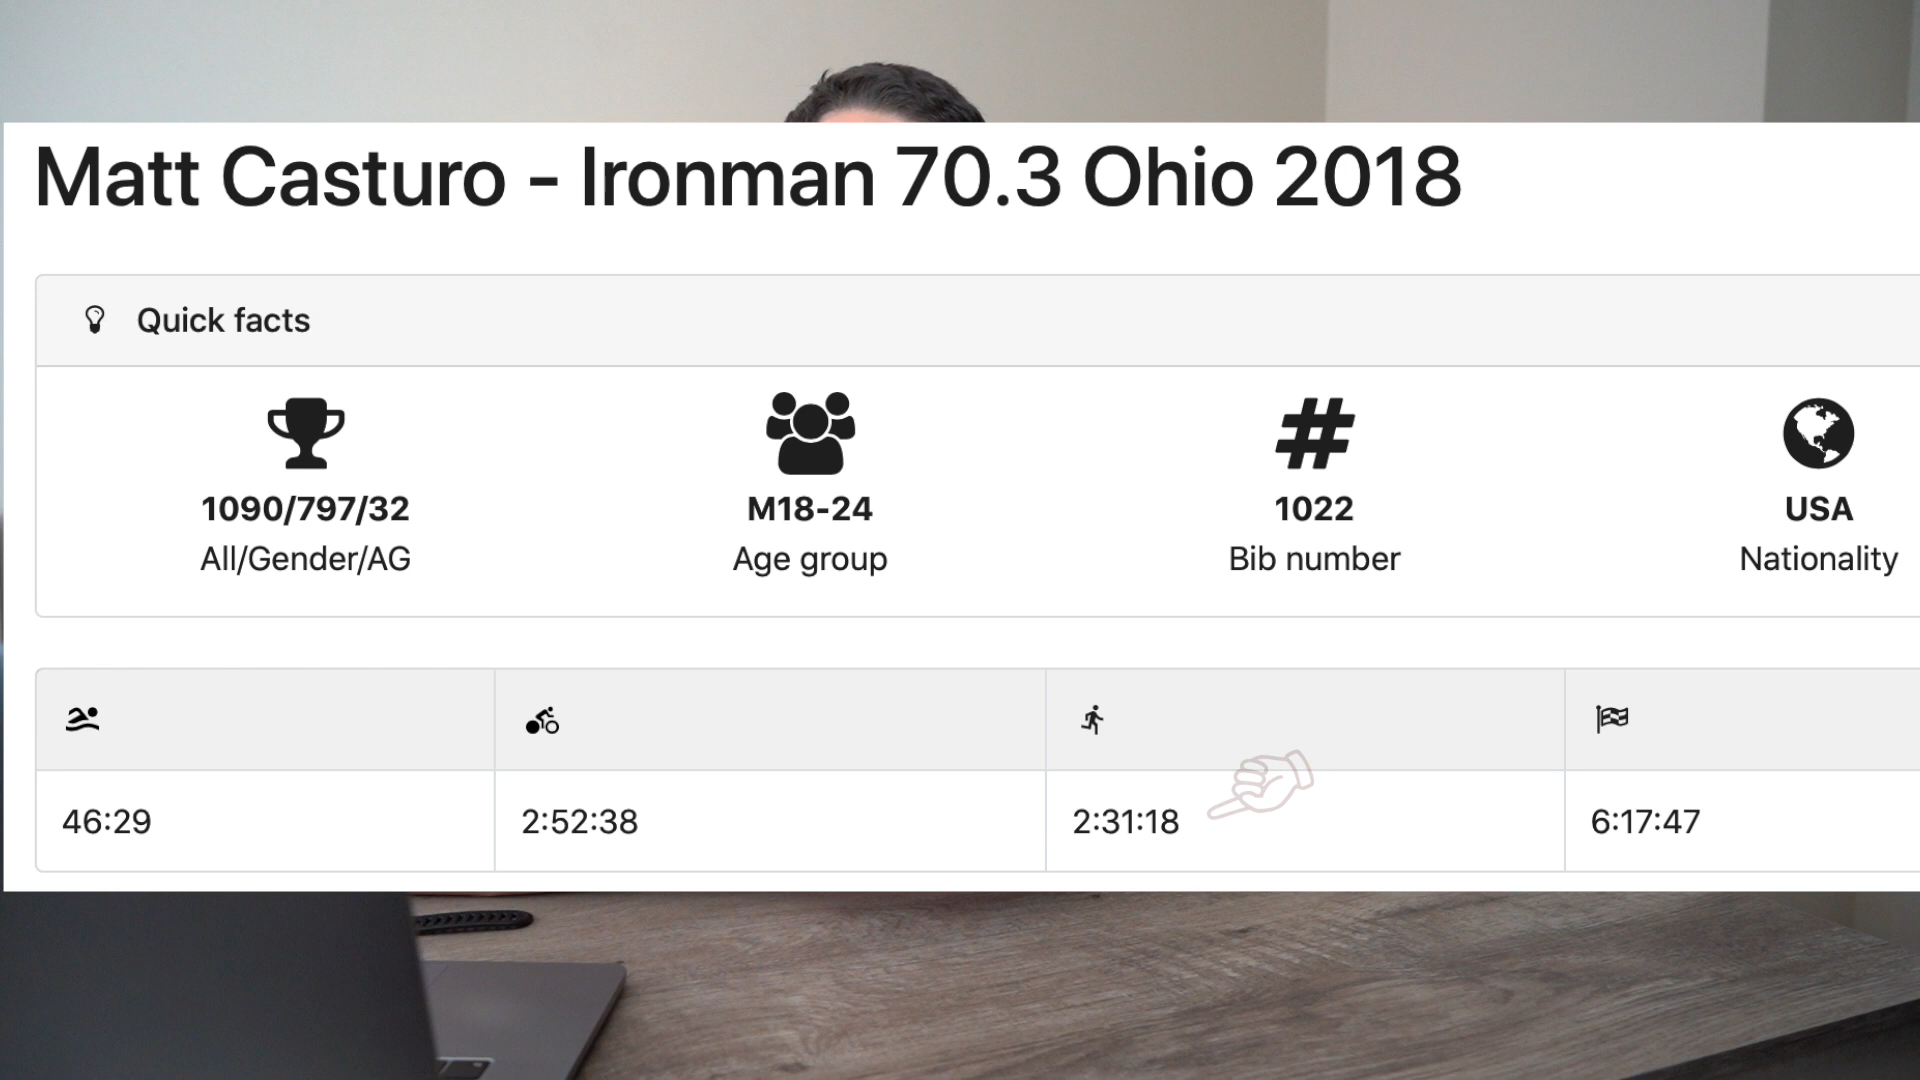 Matt Casturo - Ironman 70.3 Ohio 2018
Quick facts
1090/797/32
All/Gender/AG
M18-24
Age group
1022
Bib number
USA
Nationality
46:29 2:52:38 2:31:18 6:17:47